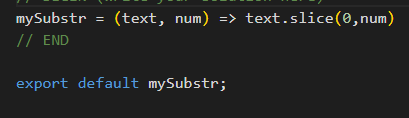 mySubstr = (text, num) => text.slice(0,num)
// END
export default mySubstr;